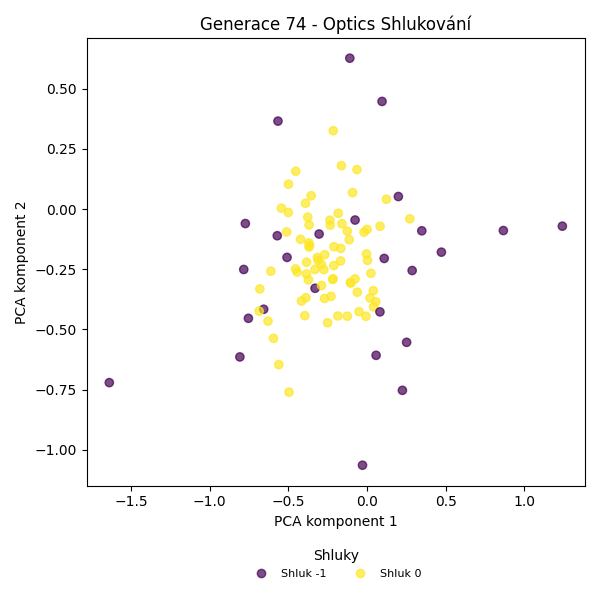 Generace 74 - Optics Shlukování
0.50
0.25
0.00
−0.25
−0.50
−0.75
−1.00
PCA komponent 2
−1.5
−1.0
−0.5
0.0
0.5
1.0
PCA komponent 1
Shluky
Shluk -1
Shluk 0